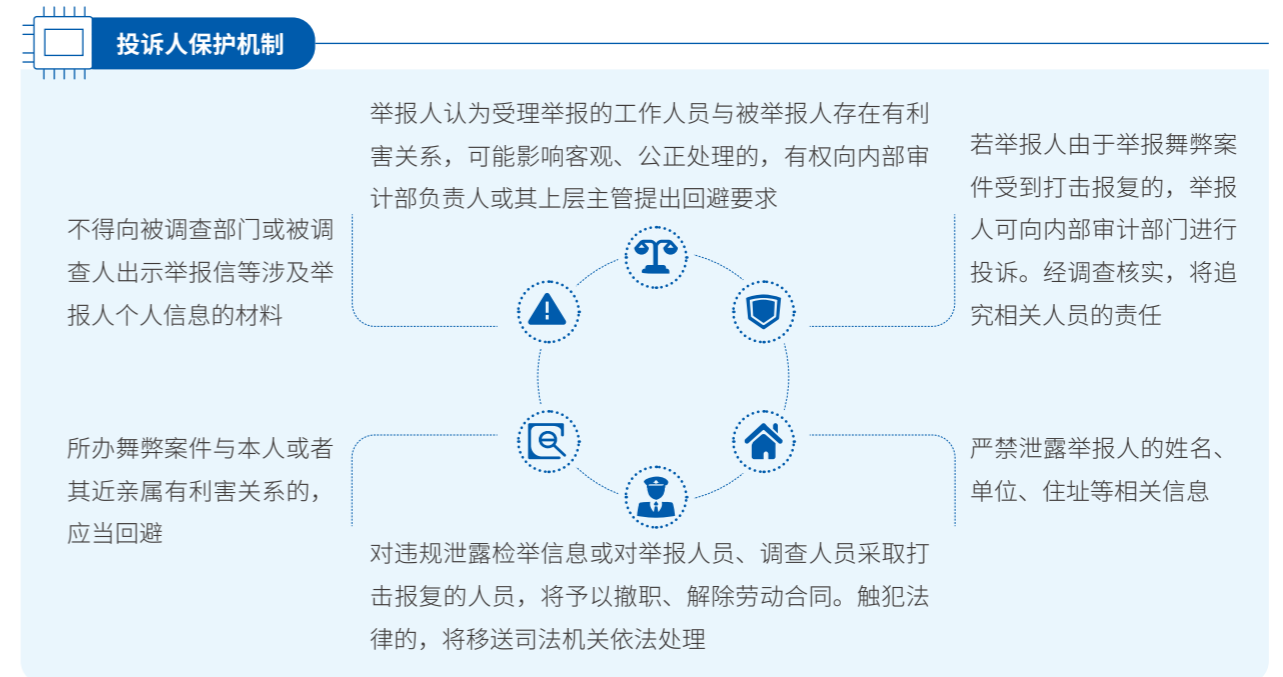 投诉人保护机制
举报人认为受理举报的工作人员与被举报人存在有利
害关系，可能影响客观、公正处理的，有权向内部审
计部负责人或其上层主管提出回避要求
若举报人由于举报舞弊案
件受到打击报复的，举报
人可向内部审计部门进行
投诉。经调查核实，将追
究相关人员的责任
不得向被调查部门或被调
查人出示举报信等涉及举
报人个人信息的材料
所办舞弊案件与本人或者
其近亲属有利害关系的，
应当回避
严禁泄露举报人的姓名、
单位、住址等相关信息
对违规泄露检举信息或对举报人员、调查人员采取打
击报复的人员，将予以撤职、解除劳动合同。触犯法
律的，将移送司法机关依法处理